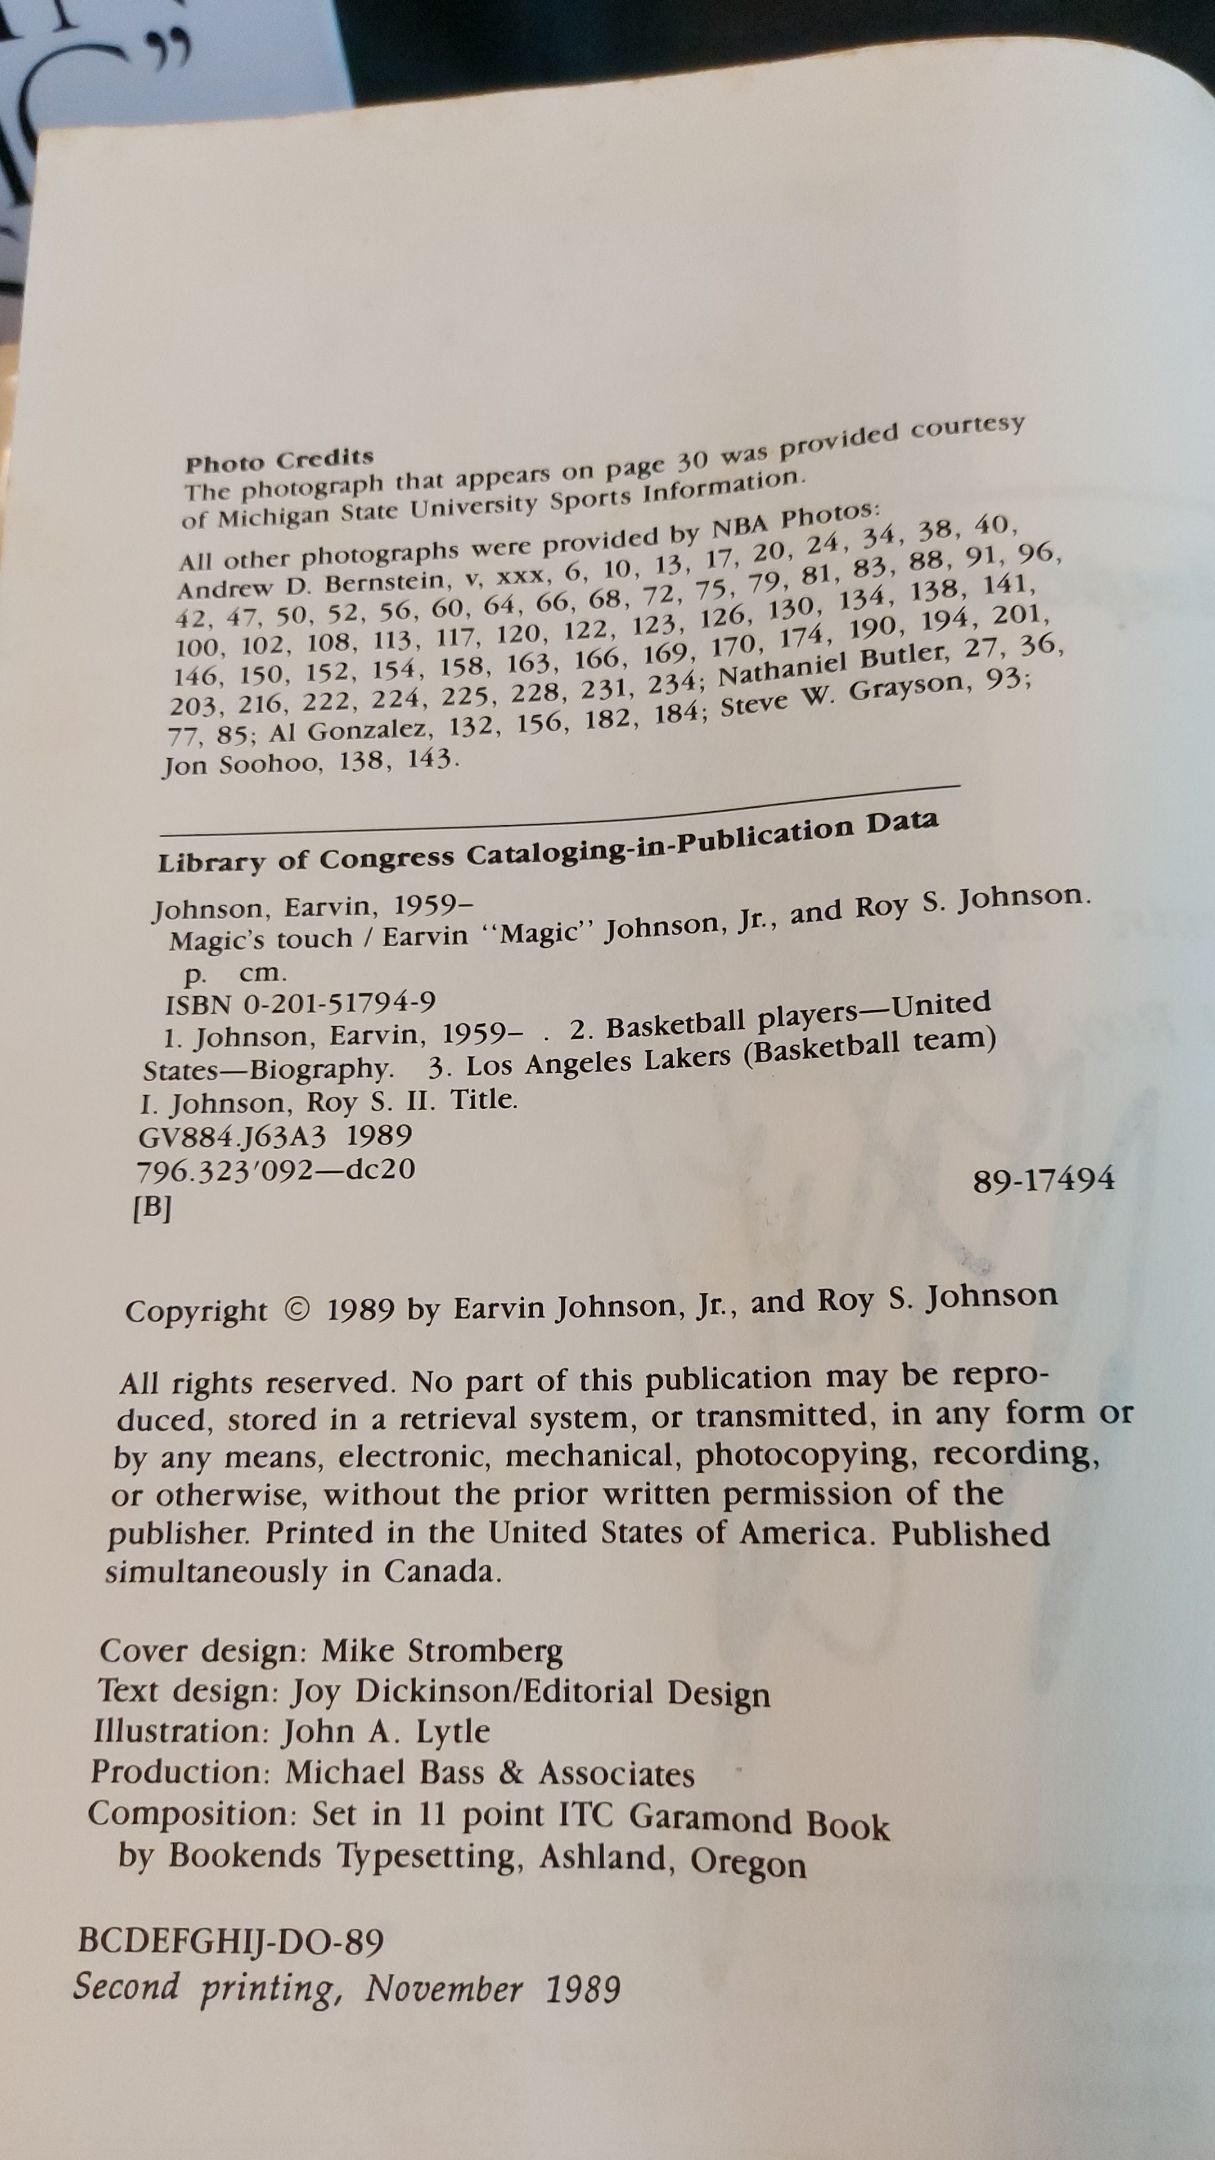 Photo Credits
The photograph that appears on page 30 was provided courtesy
of Michigan State University Sports Information.
All other photographs were provided by NBA Photos:
Andrew D. Bernstein, v, xxx, 6, 10, 13, 17, 20, 24, 34, 38, 40,
42, 47, 50, 52, 56, 60, 64, 66, 68, 72, 75, 79, 81, 83, 88, 91, 96,
100, 102, 108, 113, 117, 120, 122, 123, 126, 130, 134, 138, 141,
146, 150, 152, 154, 158, 163, 166, 169, 170, 174, 190, 194, 201,
203, 216, 222, 224, 225, 228, 231, 234; Nathaniel Butler, 27, 36,
77, 85; Al Gonzalez, 132, 156, 182, 184; Steve W. Grayson, 93;
Jon Soohoo, 138, 143.
Library of Congress Cataloging-in-Publication Data
Johnson, Earvin, 1959–
Magic's touch / Earvin ‘‘Magic’’ Johnson, Jr., and Roy S. Johnson.
p. cm.
ISBN 0-201-51794-9
1. Johnson, Earvin, 1959– . 2. Basketball players—United
States—Biography. 3. Los Angeles Lakers (Basketball team)
I. Johnson, Roy S. II. Title.
GV884.J63A3 1989
796.323′092—dc20
[B] 89-17494
Copyright © 1989 by Earvin Johnson, Jr., and Roy S. Johnson
All rights reserved. No part of this publication may be repro-
duced, stored in a retrieval system, or transmitted, in any form or
by any means, electronic, mechanical, photocopying, recording,
or otherwise, without the prior written permission of the
publisher. Printed in the United States of America. Published
simultaneously in Canada.
Cover design: Mike Stromberg
Text design: Joy Dickinson/Editorial Design
Illustration: John A. Lytle
Production: Michael Bass & Associates
Composition: Set in 11 point ITC Garamond Book
by Bookends Typesetting, Ashland, Oregon
BCDEFGHIJ-DO-89
Second printing, November 1989